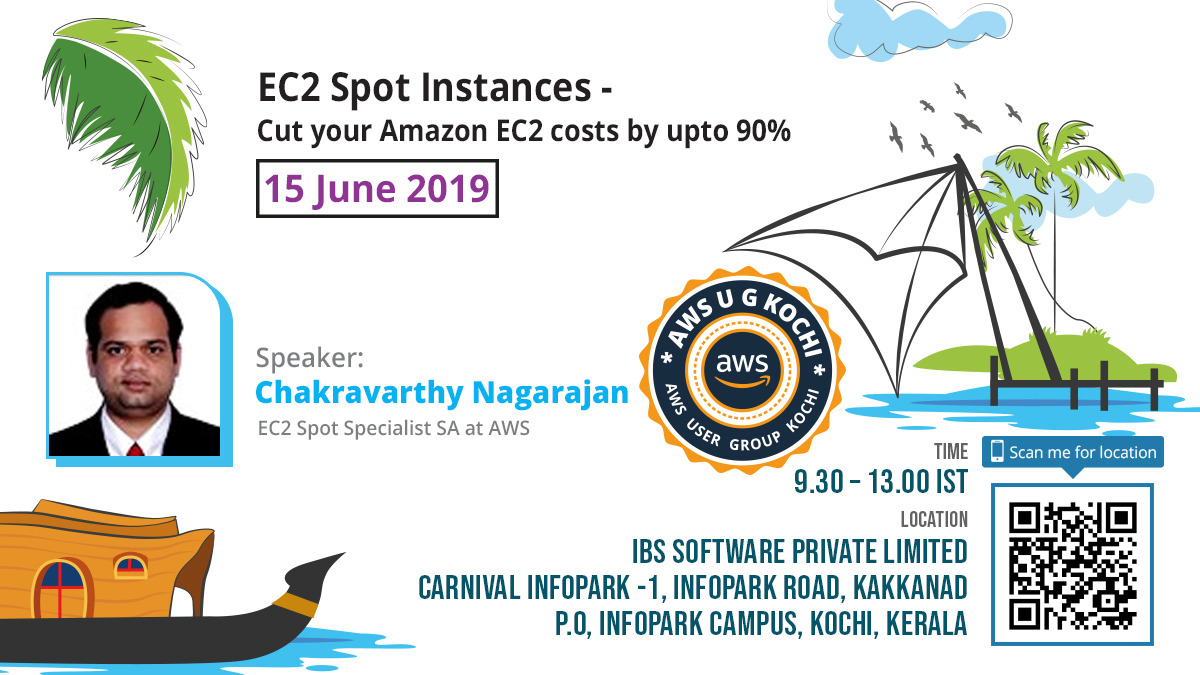 EC2 Spot Instances -
Cut your Amazon EC2 costs by upto 90%
15 June 2019
Speaker:
Chakravarthy Nagarajan
EC2 Spot Specialist SA at AWS
* AWS U G KOCHI *
aws
AWS USER GROUP KOCHI
TIME
9.30 – 13.00 IST
Scan me for location
LOCATION
IBS SOFTWARE PRIVATE LIMITED
CARNIVAL INFOPARK -1, INFOPARK ROAD, KAKKANAD
P.O, INFOPARK CAMPUS, KOCHI, KERALA